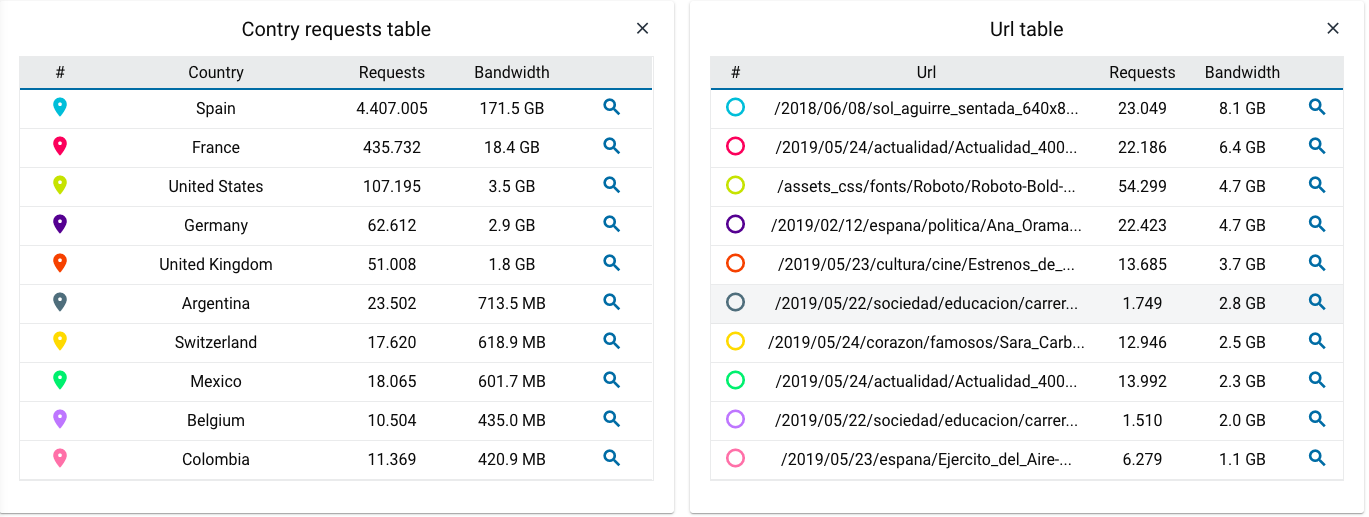 Contry requests table
# Country Requests Bandwidth
Spain 4.407.005 171.5 GB
France 435.732 18.4 GB
United States 107.195 3.5 GB
Germany 62.612 2.9 GB
United Kingdom 51.008 1.8 GB
Argentina 23.502 713.5 MB
Switzerland 17.620 618.9 MB
Mexico 18.065 601.7 MB
Belgium 10.504 435.0 MB
Colombia 11.369 420.9 MB
Url table
# Url Requests Bandwidth
/2018/06/08/sol_aguirre_sentada_640x8... 23.049 8.1 GB
/2019/05/24/actualidad/Actualidad_400... 22.186 6.4 GB
/assets_css/fonts/Roboto/Roboto-Bold-... 54.299 4.7 GB
/2019/02/12/espana/politica/Ana_Orama... 22.423 4.7 GB
/2019/05/23/cultura/cine/Estrenos_de_... 13.685 3.7 GB
/2019/05/22/sociedad/educacion/carrer... 1.749 2.8 GB
/2019/05/24/corazon/famosos/Sara_Carb... 12.946 2.5 GB
/2019/05/24/actualidad/Actualidad_400... 13.992 2.3 GB
/2019/05/22/sociedad/educacion/carrer... 1.510 2.0 GB
/2019/05/23/espana/Ejercito_del_Aire-... 6.279 1.1 GB